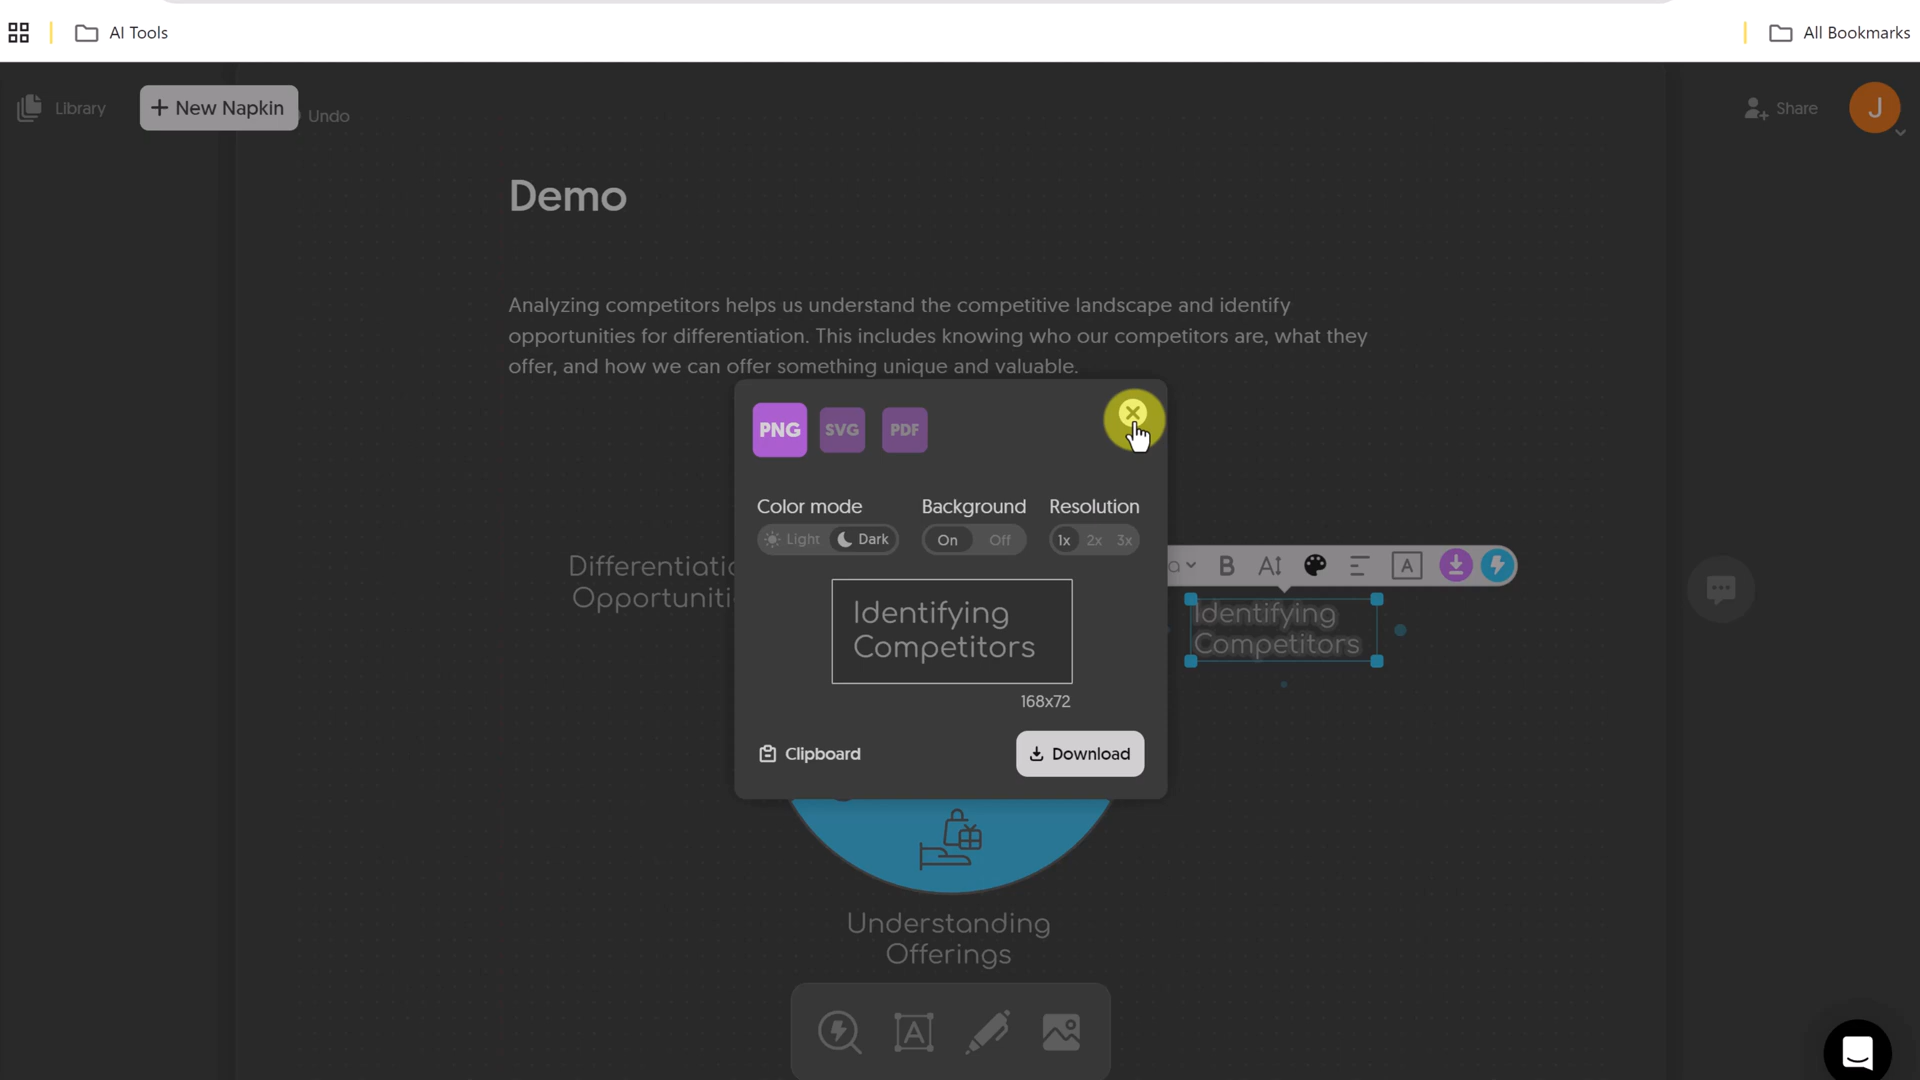 AI Tools
All Bookmarks
Library
+ New Napkin
Undo
Share
J
Demo
Analyzing competitors helps us understand the competitive landscape and identify
opportunities for differentiation. This includes knowing who our competitors are, what they
offer, and how we can offer something unique and valuable.
PNG
SVG
PDF
Color mode
Background
Resolution
Light
Dark
On
Off
1x
2x
3x
B
A
A
Identifying
Competitors
168x72
Clipboard
Download
Identifying
Competitors
Understanding
Offerings
A